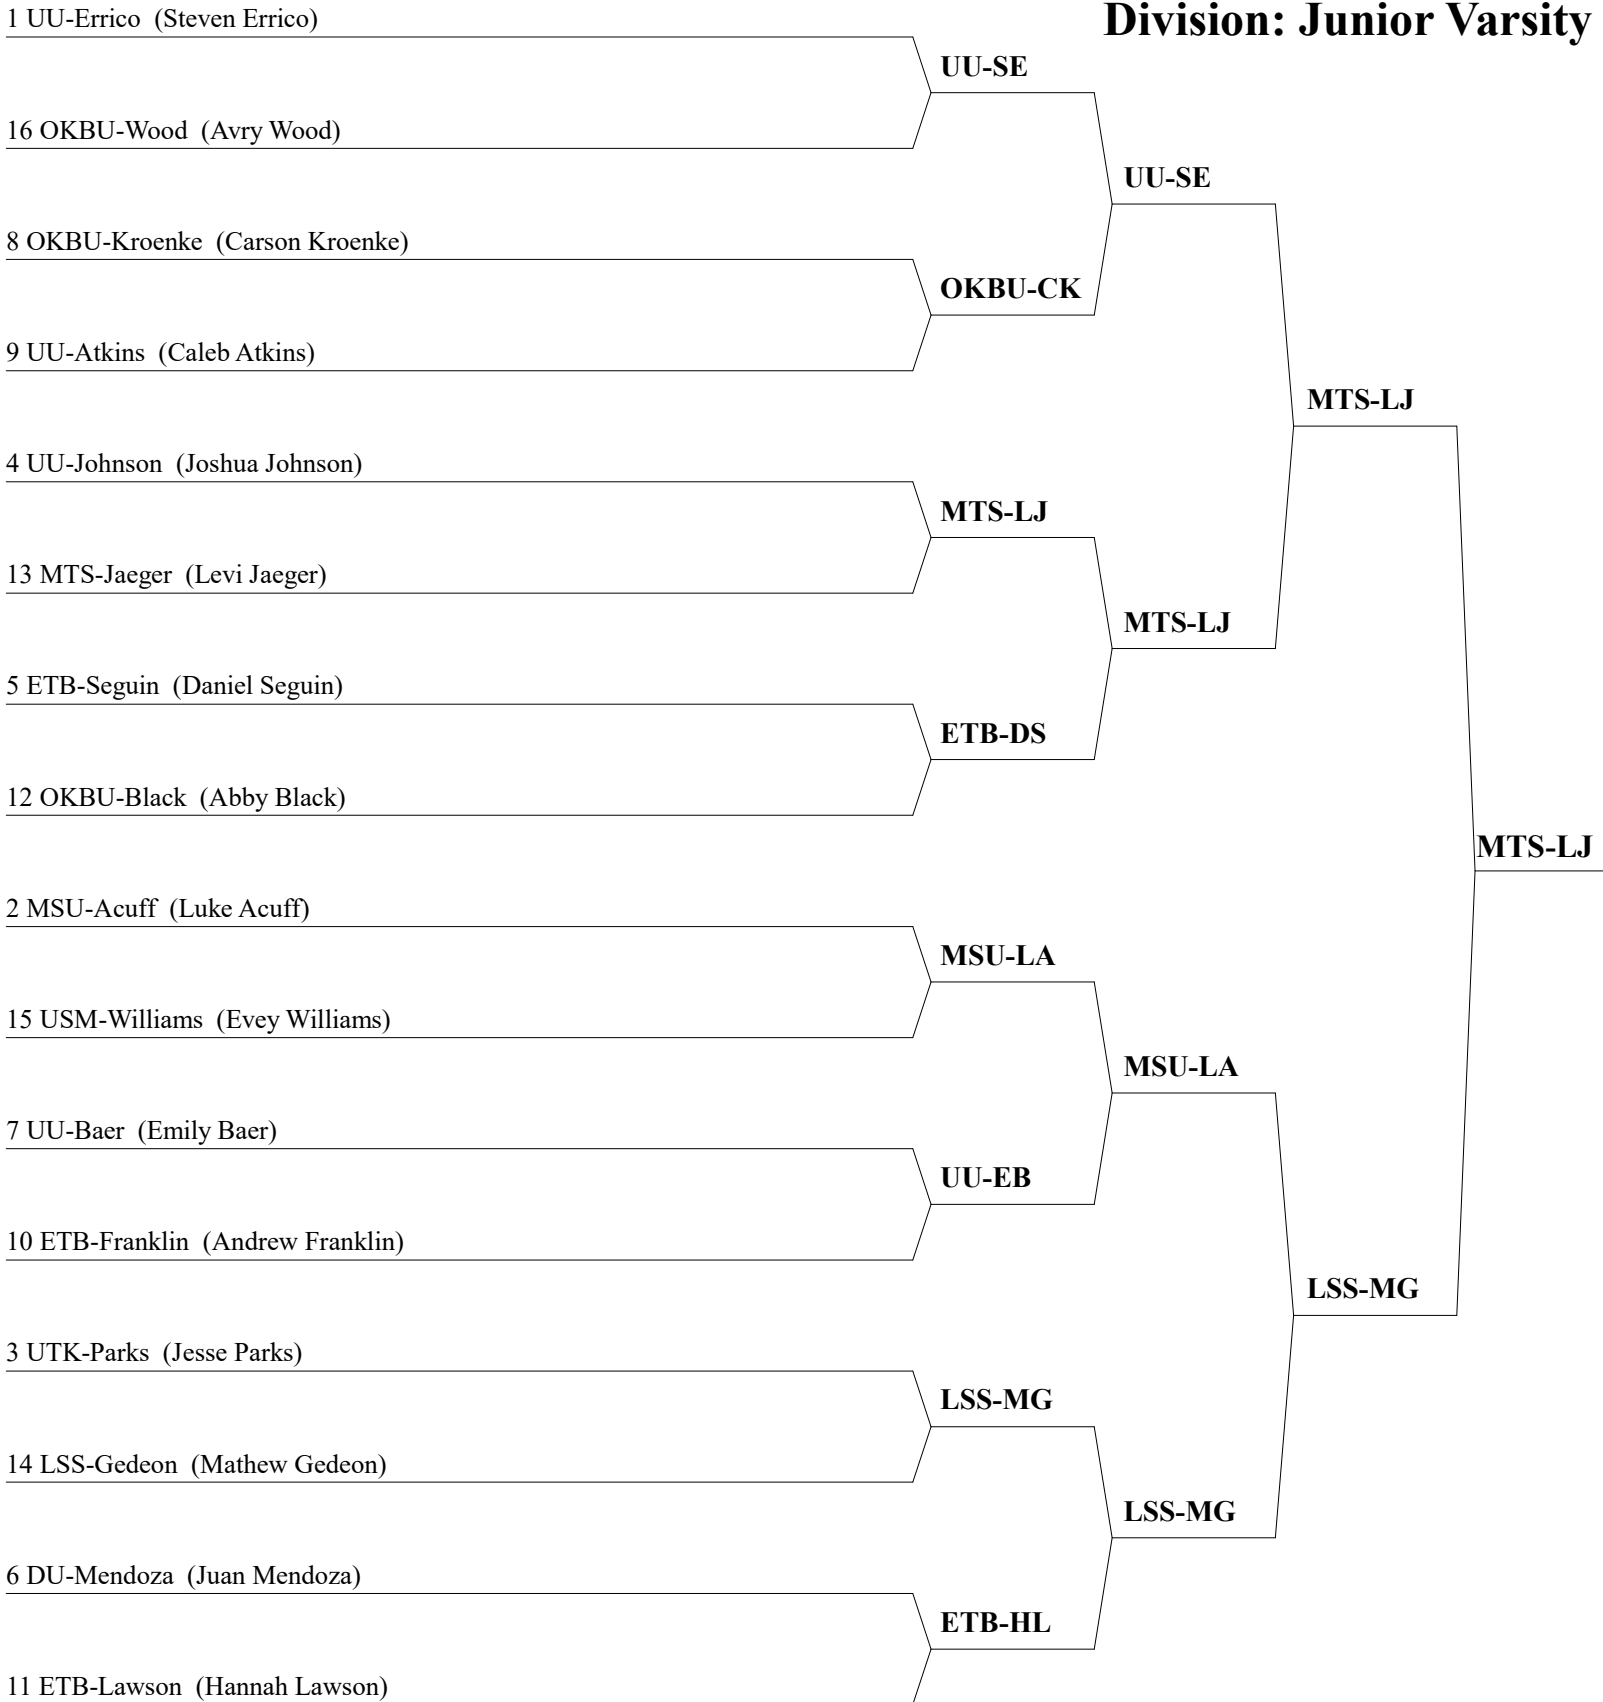 Division: Junior Varsity
1 UU-Errico (Steven Errico)
UU-SE
16 OKBU-Wood (Avry Wood)
UU-SE
8 OKBU-Kroenke (Carson Kroenke)
OKBU-CK
9 UU-Atkins (Caleb Atkins)
MTS-LJ
4 UU-Johnson (Joshua Johnson)
MTS-LJ
13 MTS-Jaeger (Levi Jaeger)
MTS-LJ
5 ETB-Seguin (Daniel Seguin)
ETB-DS
12 OKBU-Black (Abby Black)
MTS-LJ
2 MSU-Acuff (Luke Acuff)
MSU-LA
15 USM-Williams (Evey Williams)
MSU-LA
7 UU-Baer (Emily Baer)
UU-EB
10 ETB-Franklin (Andrew Franklin)
LSS-MG
3 UTK-Parks (Jesse Parks)
LSS-MG
14 LSS-Gedeon (Mathew Gedeon)
LSS-MG
6 DU-Mendoza (Juan Mendoza)
ETB-HL
11 ETB-Lawson (Hannah Lawson)